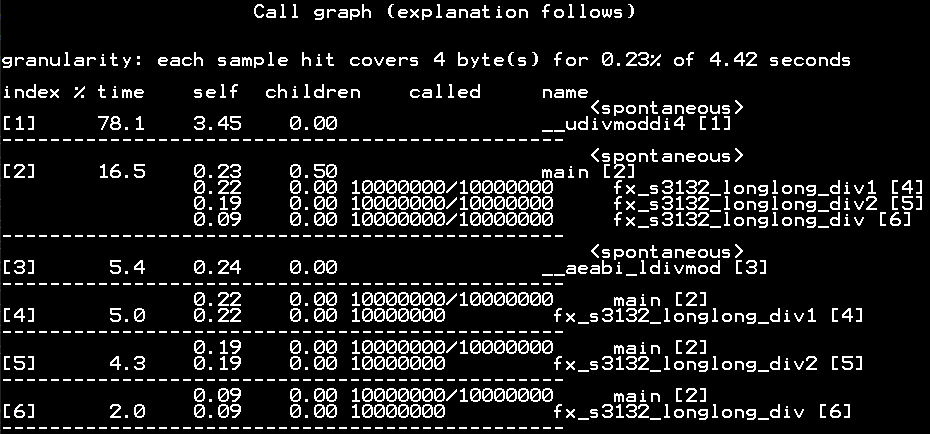 Call graph (explanation follows)
granularity: each sample hit covers 4 byte(s) for 0.23% of 4.42 seconds
index % time    self  children    called     name
                                                 <spontaneous>
[1]     78.1    3.45    0.00                 __udivmoddi4 [1]
-----------------------------------------------
                                                 <spontaneous>
[2]     16.5    0.23    0.50                 main [2]
                0.22    0.00 10000000/10000000     fx_s3132_longlong_div1 [4]
                0.19    0.00 10000000/10000000     fx_s3132_longlong_div2 [5]
                0.09    0.00 10000000/10000000     fx_s3132_longlong_div [6]
-----------------------------------------------
                                                 <spontaneous>
[3]      5.4    0.24    0.00                 __aeabi_ldivmod [3]
-----------------------------------------------
                0.22    0.00 10000000/10000000     main [2]
[4]      5.0    0.22    0.00 10000000         fx_s3132_longlong_div1 [4]
-----------------------------------------------
                0.19    0.00 10000000/10000000     main [2]
[5]      4.3    0.19    0.00 10000000         fx_s3132_longlong_div2 [5]
-----------------------------------------------
                0.09    0.00 10000000/10000000     main [2]
[6]      2.0    0.09    0.00 10000000         fx_s3132_longlong_div [6]
-----------------------------------------------